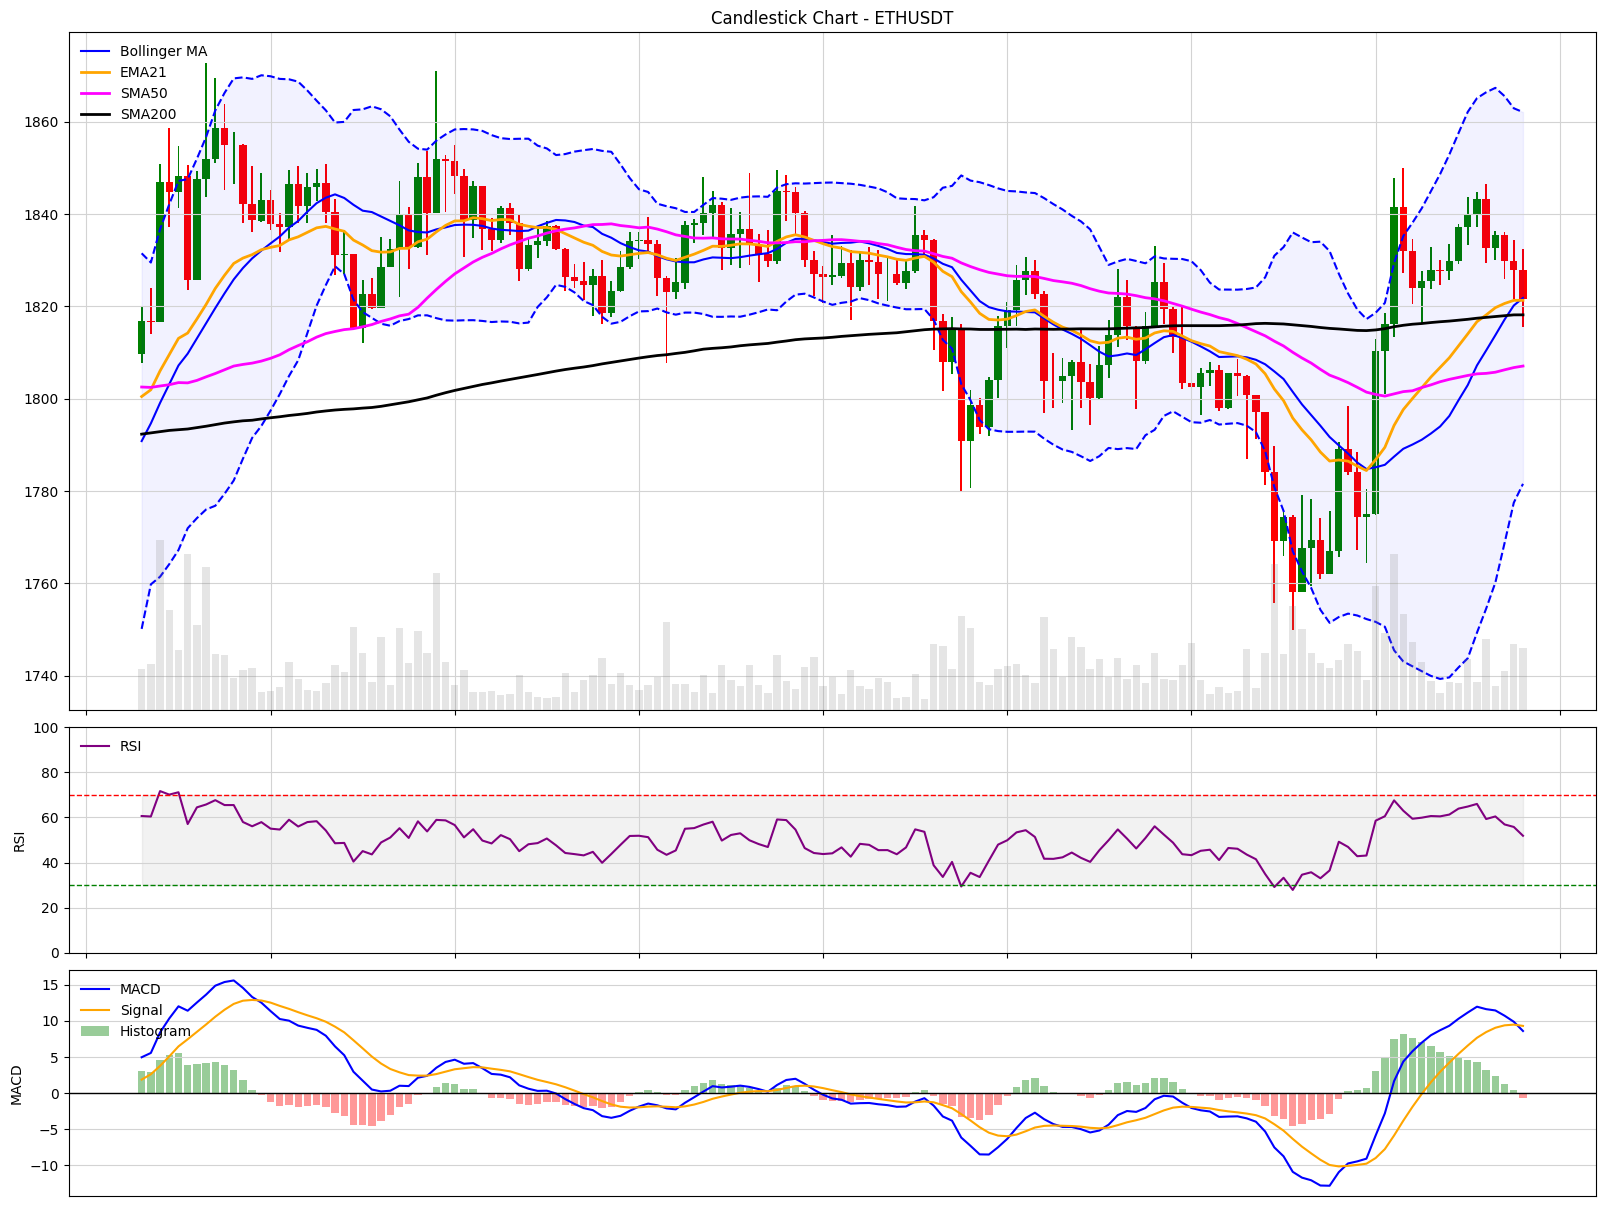 Candlestick Chart - ETHUSDT
Bollinger MA
EMA21
SMA50
SMA200
1860
1840
1820
1800
1780
1760
1740
100
80
60
40
20
0
RSI
RSI
15
10
5
0
−5
−10
MACD
MACD
Signal
Histogram